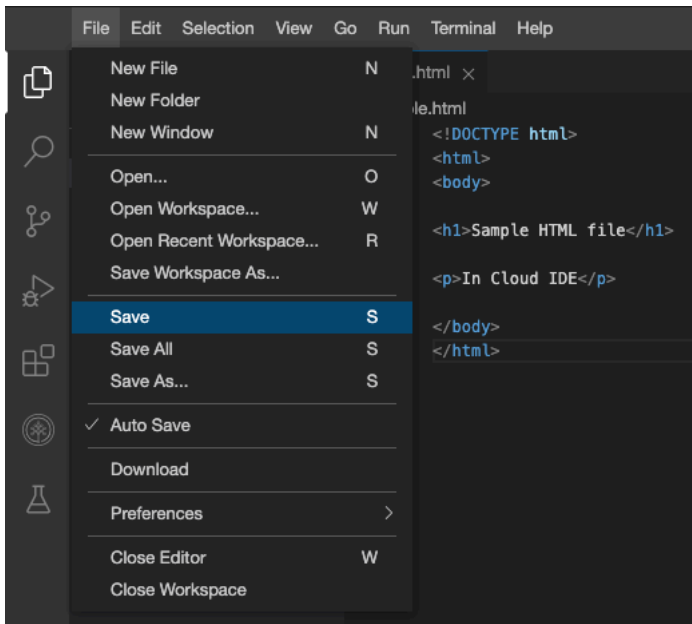 File Edit Selection View Go Run Terminal Help
New File N
New Folder
New Window N
Open... O
Open Workspace... W
Open Recent Workspace... R
Save Workspace As...
Save S
Save All S
Save As... S
Auto Save
Download
Preferences
Close Editor W
Close Workspace
.html
le.html
<!DOCTYPE html>
<html>
<body>
<h1>Sample HTML file</h1>
<p>In Cloud IDE</p>
</body>
</html>